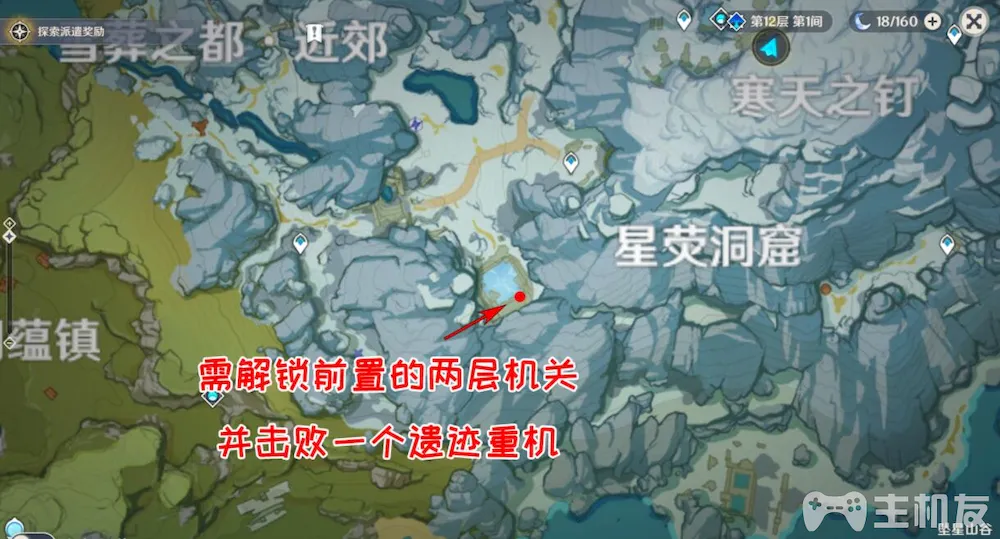 探索派遣奖励
第12层 第1间
18/160
雪葬之都·近郊
寒天之钉
星荧洞窟
蕴镇
需解锁前置的两层机关
并击败一个遗迹重机
主机友
坠星山谷